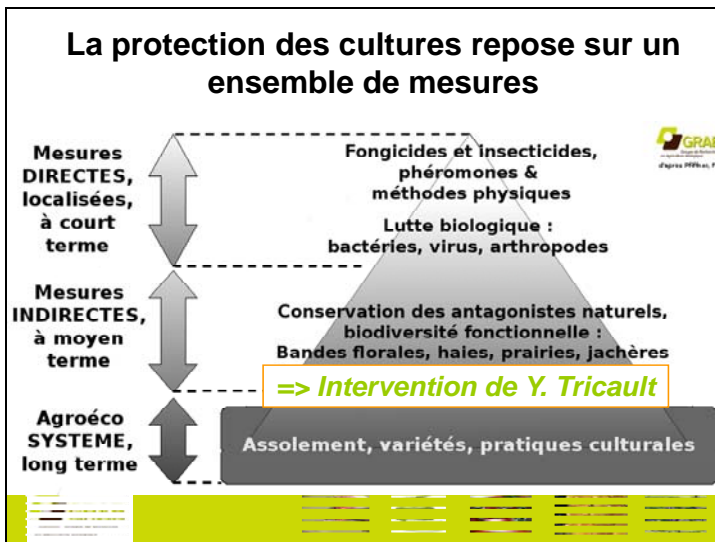 La protection des cultures repose sur un
ensemble de mesures
Mesures
DIRECTES,
localisées,
à court
terme
Fongicides et insecticides,
phéromones &
méthodes physiques
Lutte biologique :
bactéries, virus, arthropodes
Mesures
INDIRECTES,
à moyen
terme
Conservation des antagonistes naturels,
biodiversité fonctionnelle :
Bandes florales, haies, prairies, jachères
=> Intervention de Y. Tricault
Agroéco
SYSTEME,
long terme
Assolement, variétés, pratiques culturales
d'après